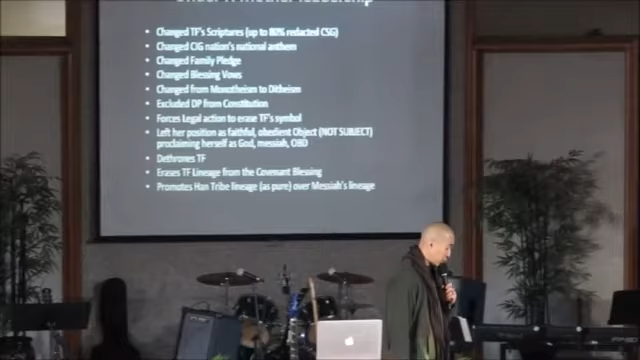 • Changed TF's Scriptures (up to 80% redacted CSG)
• Changed CIG nation's national anthem
• Changed Family Pledge
• Changed Blessing Vows
• Changed from Monotheism to Ditheism
• Excluded DP from Constitution
• Forces Legal action to erase TF's symbol
• Left her position as faithful, obedient Object (NOT SUBJECT)
proclaiming herself as God, messiah, OBD
• Dethrones TF
• Erases TF Lineage from the Covenant Blessing
• Promotes Han Tribe lineage (as pure) over Messiah's lineage